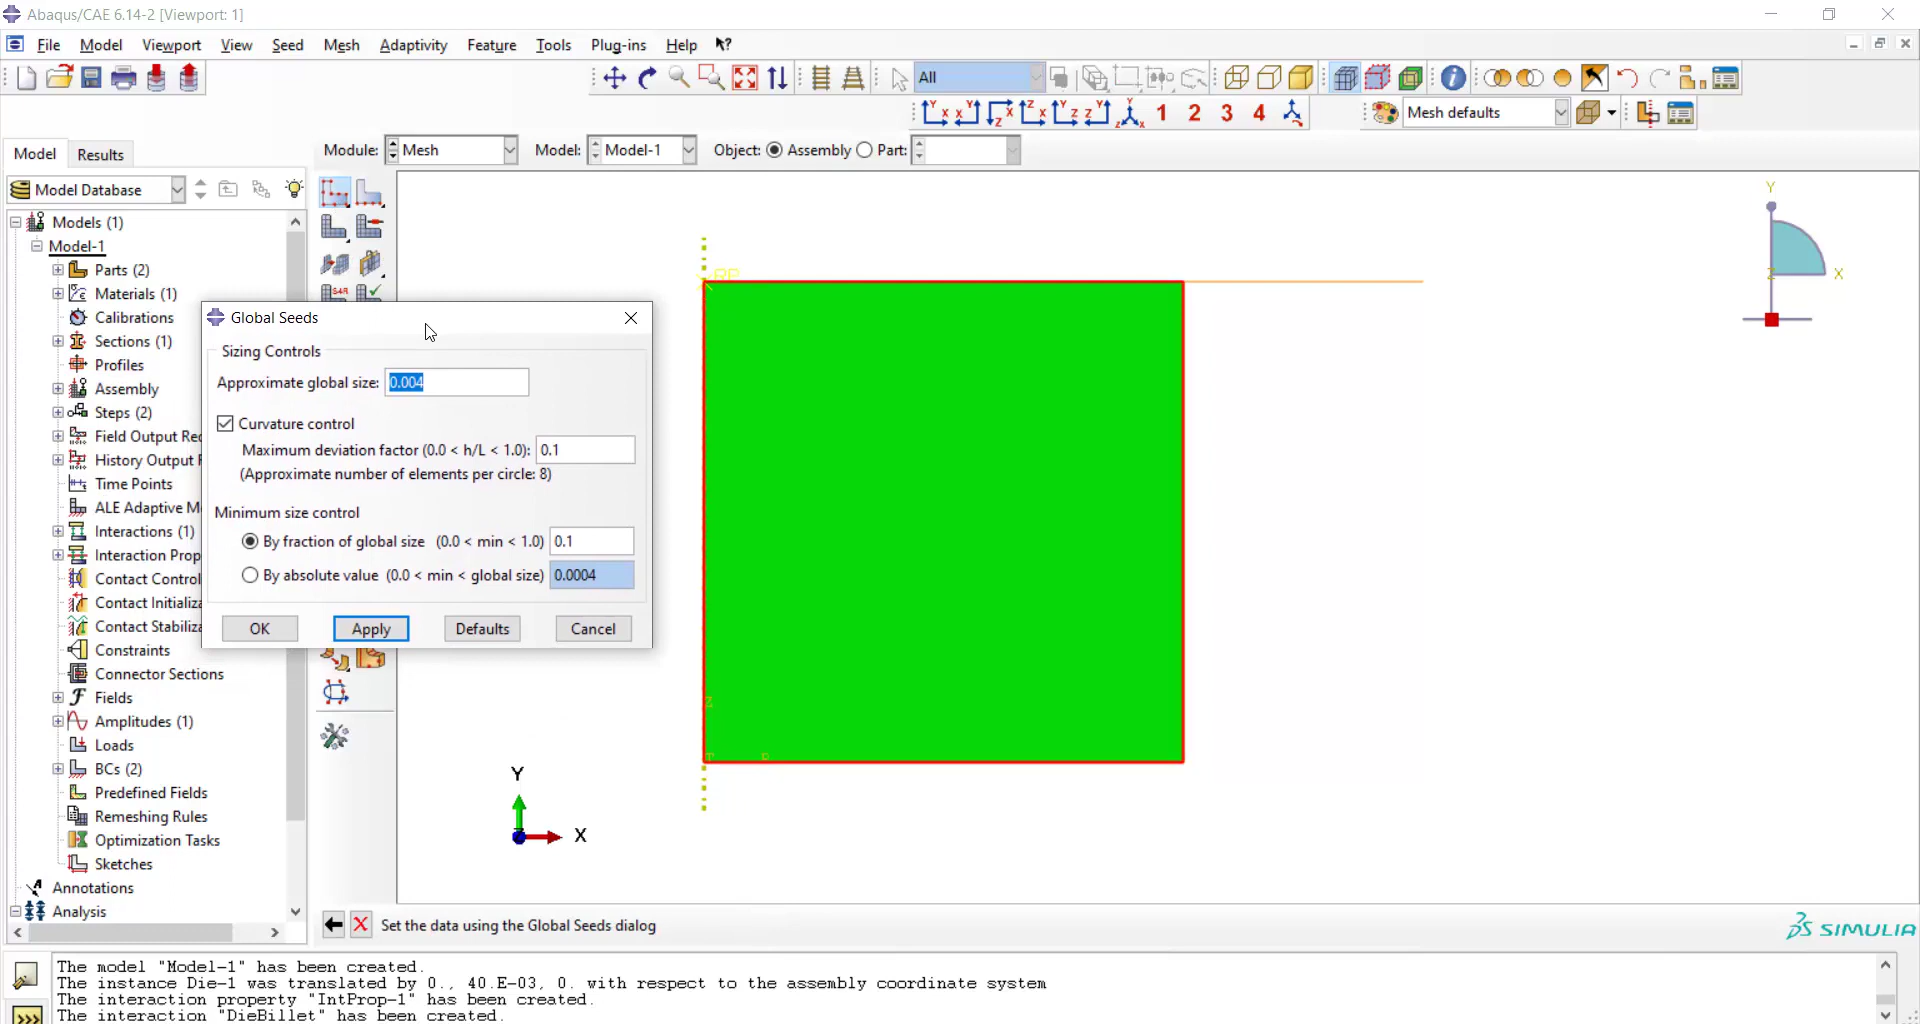 Abaqus/CAE 6.14-2 [Viewport: 1]
File Model Viewport View Seed Mesh Adaptivity Feature Tools Plug-ins Help
All
1 2 3 4
Mesh defaults
Model Results
Module: Mesh Model: Model-1 Object: Assembly Part:
Model Database
Models (1)
Model-1
Parts (2)
Materials (1)
Calibrations
Sections (1)
Profiles
Assembly
Steps (2)
Field Output Rec
History Output R
Time Points
ALE Adaptive M
Interactions (1)
Interaction Prop
Contact Control
Contact Initializa
Contact Stabiliza
Constraints
Connector Sections
Fields
Amplitudes (1)
Loads
BCs (2)
Predefined Fields
Remeshing Rules
Optimization Tasks
Sketches
Annotations
Analysis
Global Seeds
Sizing Controls
Approximate global size: 0.004
Curvature control
Maximum deviation factor (0.0 < h/L < 1.0): 0.1
(Approximate number of elements per circle: 8)
Minimum size control
By fraction of global size (0.0 < min < 1.0) 0.1
By absolute value (0.0 < min < global size) 0.0004
OK Apply Defaults Cancel
RP
Z
Y
X
Y
Z X
Set the data using the Global Seeds dialog
SIMULIA
The model "Model-1" has been created.
The instance Die-1 was translated by 0., 40.E-03, 0. with respect to the assembly coordinate system
The interaction property "IntProp-1" has been created.
The interaction "DieBillet" has been created.